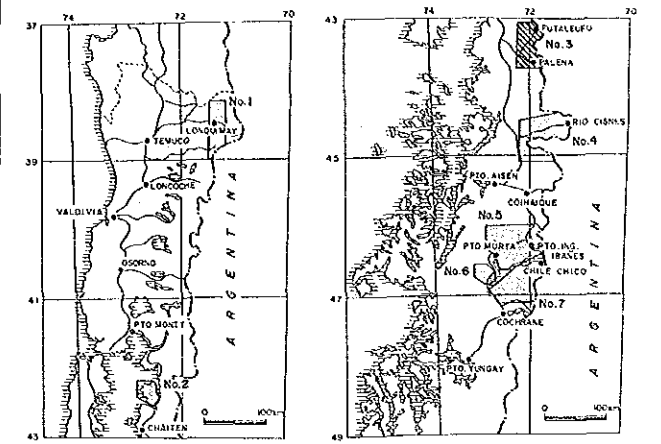 74
72
70
37
39
41
43
No.1
LONQUIMAY
TEMUCO
LONCOCHE
VALDIVIA
OSORNO
PTO MONTT
No.2
CHAITEN
ARGENTINA
0 100km
74
72
70
43
45
47
49
FUTALEUFO
No.3
PALENA
RIO CISNES
No.4
PTO. AISEN
COIHAIQUE
No.5
PTO MURTA
PTO. ING.
IBAÑES
No.6
CHILE CHICO
No.7
COCHRANE
PTO. YUNGAY
ARGENTINA
0 100km